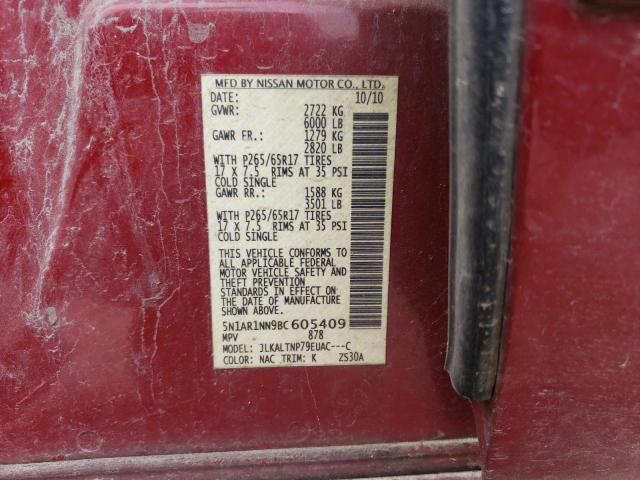 MFD BY NISSAN MOTOR CO., LTD.
DATE: 10/10
GVWR: 2722 KG
6000 LB
GAWR FR.: 1279 KG
2820 LB
WITH P265/65R17 TIRES
17 X 7.5 RIMS AT 35 PSI
COLD SINGLE
GAWR RR.: 1588 KG
3501 LB
WITH P265/65R17 TIRES
17 X 7.5 RIMS AT 35 PSI
COLD SINGLE
THIS VEHICLE CONFORMS TO
ALL APPLICABLE FEDERAL
MOTOR VEHICLE SAFETY AND
THEFT PREVENTION
STANDARDS IN EFFECT ON
THE DATE OF MANUFACTURE
SHOWN ABOVE.
5N1AR1NN9BC605409
MPV 878
MODEL: JLKALTNP79EUAC---C
COLOR: NAC TRIM: K ZS30A